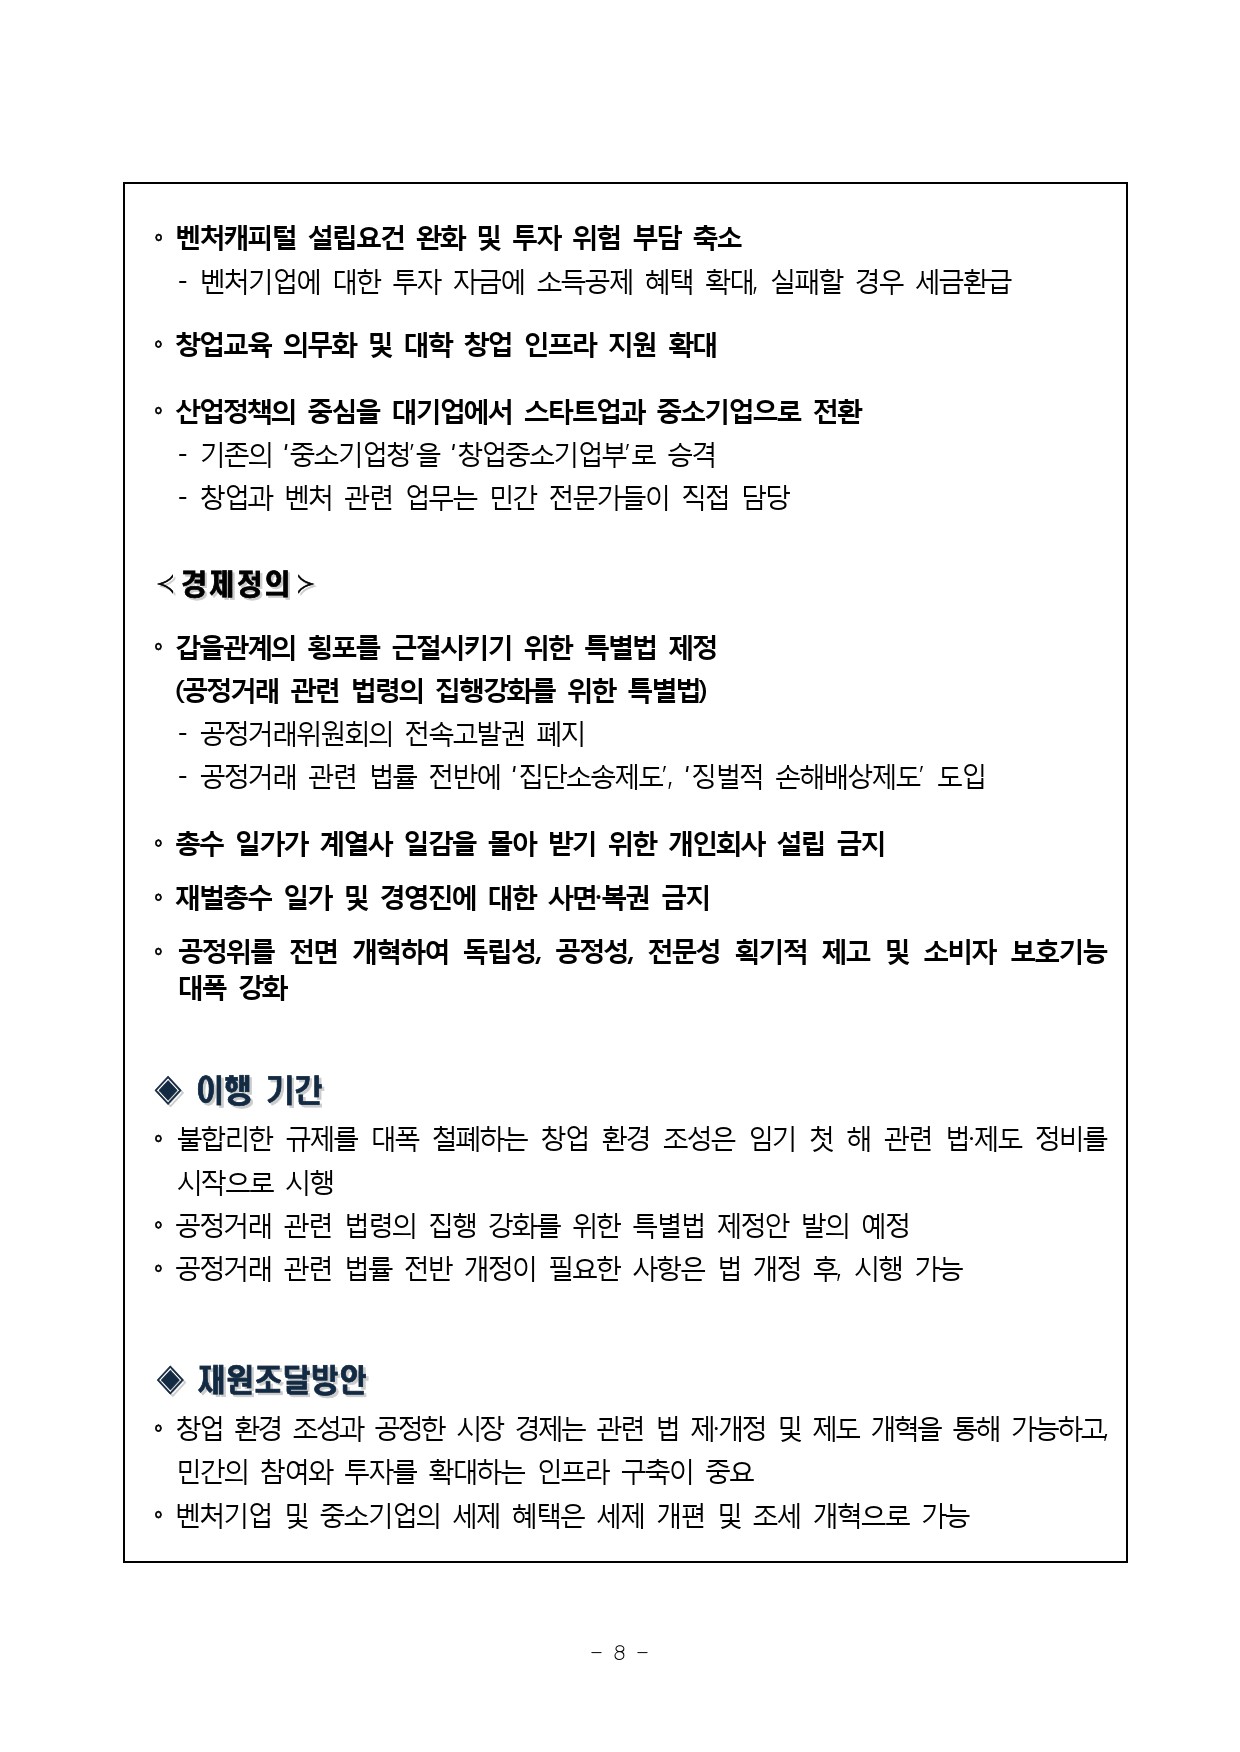 ∘ 벤처캐피털 설립요건 완화 및 투자 위험 부담 축소
- 벤처기업에 대한 투자 자금에 소득공제 혜택 확대, 실패할 경우 세금환급
∘ 창업교육 의무화 및 대학 창업 인프라 지원 확대
∘ 산업정책의 중심을 대기업에서 스타트업과 중소기업으로 전환
- 기존의 '중소기업청'을 '창업중소기업부'로 승격
- 창업과 벤처 관련 업무는 민간 전문가들이 직접 담당
<경제정의>
∘ 갑을관계의 횡포를 근절시키기 위한 특별법 제정
(공정거래 관련 법령의 집행강화를 위한 특별법)
- 공정거래위원회의 전속고발권 폐지
- 공정거래 관련 법률 전반에 '집단소송제도', '징벌적 손해배상제도' 도입
∘ 총수 일가가 계열사 일감을 몰아 받기 위한 개인회사 설립 금지
∘ 재벌총수 일가 및 경영진에 대한 사면·복권 금지
∘ 공정위를 전면 개혁하여 독립성, 공정성, 전문성 획기적 제고 및 소비자 보호기능
대폭 강화
◈ 이행 기간
∘ 불합리한 규제를 대폭 철폐하는 창업 환경 조성은 임기 첫 해 관련 법·제도 정비를
시작으로 시행
∘ 공정거래 관련 법령의 집행 강화를 위한 특별법 제정안 발의 예정
∘ 공정거래 관련 법률 전반 개정이 필요한 사항은 법 개정 후, 시행 가능
◈ 재원조달방안
∘ 창업 환경 조성과 공정한 시장 경제는 관련 법 제·개정 및 제도 개혁을 통해 가능하고,
민간의 참여와 투자를 확대하는 인프라 구축이 중요
∘ 벤처기업 및 중소기업의 세제 혜택은 세제 개편 및 조세 개혁으로 가능
- 8 -